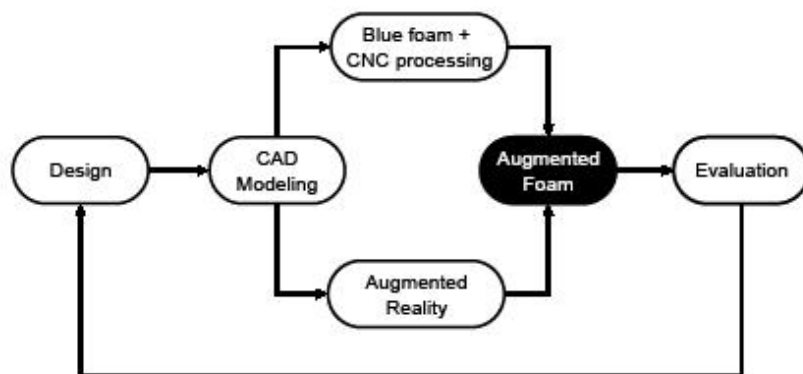 Blue foam +
CNC processing
Design
CAD
Modeling
Augmented
Foam
Evaluation
Augmented
Reality